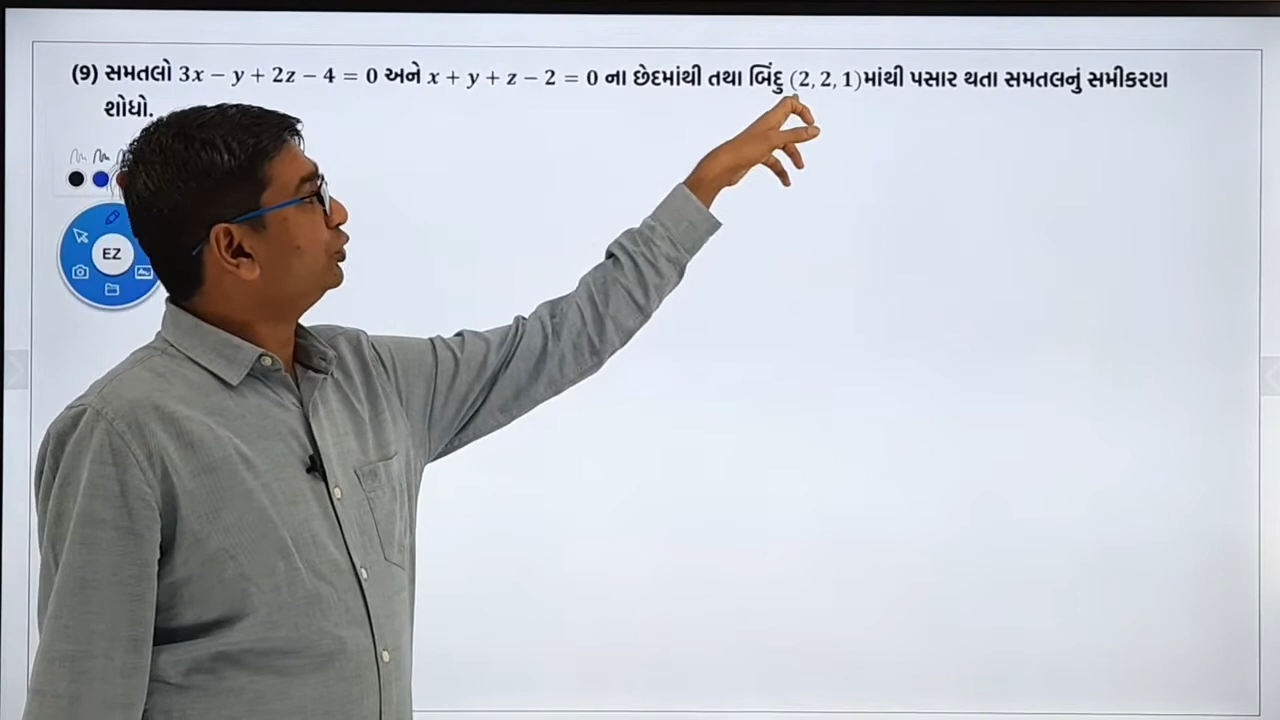 (9) સમતલો 3x − y + 2z − 4 = 0 અને x + y + z − 2 = 0 ના છેદમાંથી તથા બિંદુ (2, 2, 1)માંથી પસાર થતા સમતલનું સમીકરણ
શોધો.
EZ